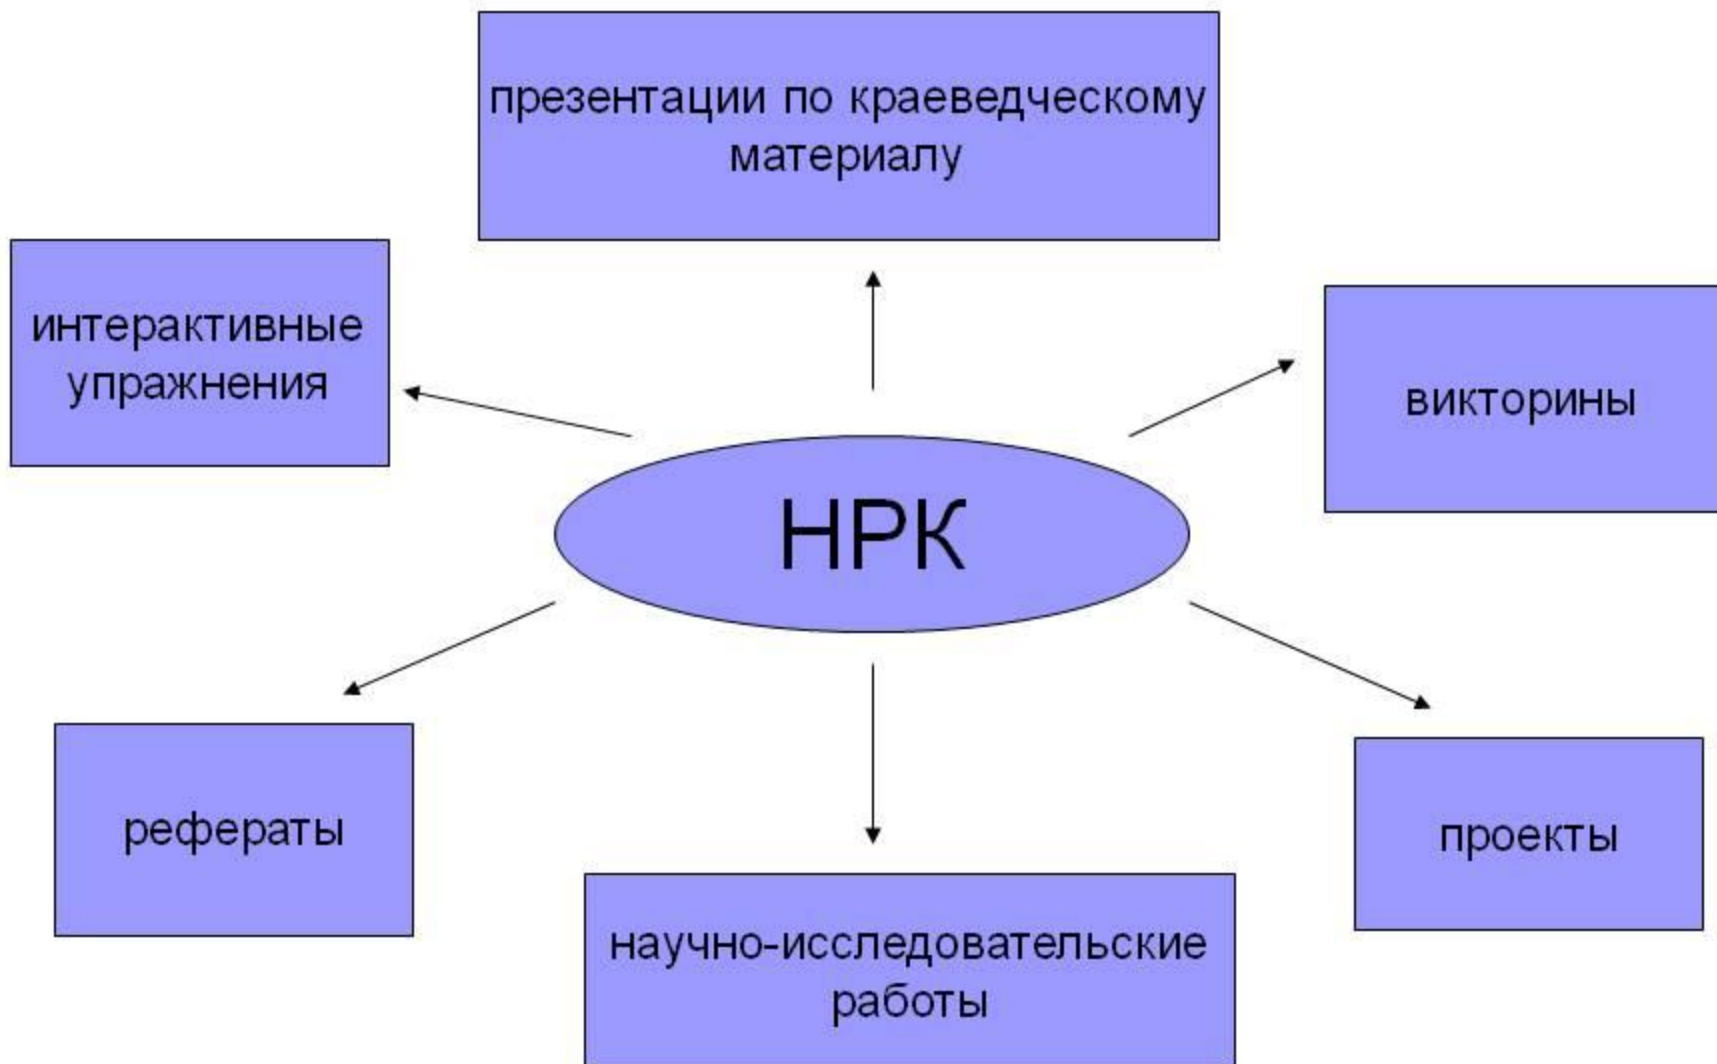 презентации по краеведческому
материалу
интерактивные
упражнения
викторины
НРК
рефераты
проекты
научно-исследовательские
работы